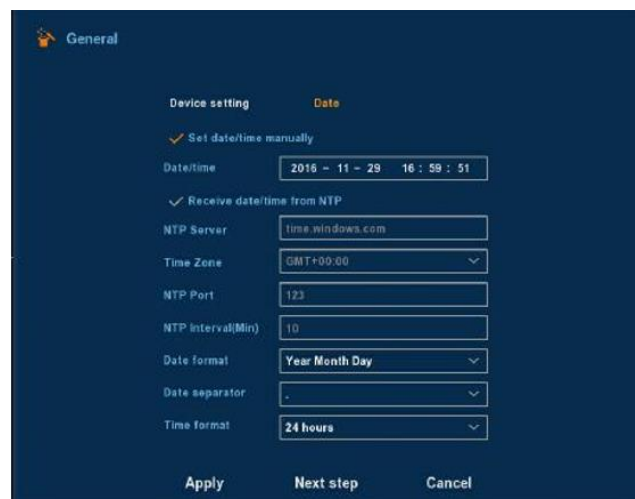 General
Device setting Date
Set date/time manually
Date/time 2016 - 11 - 29 16 : 59 : 51
Receive date/time from NTP
NTP Server time.windows.com
Time Zone GMT+00:00
NTP Port 123
NTP Interval(Min) 10
Date format Year Month Day
Date separator .
Time format 24 hours
Apply Next step Cancel